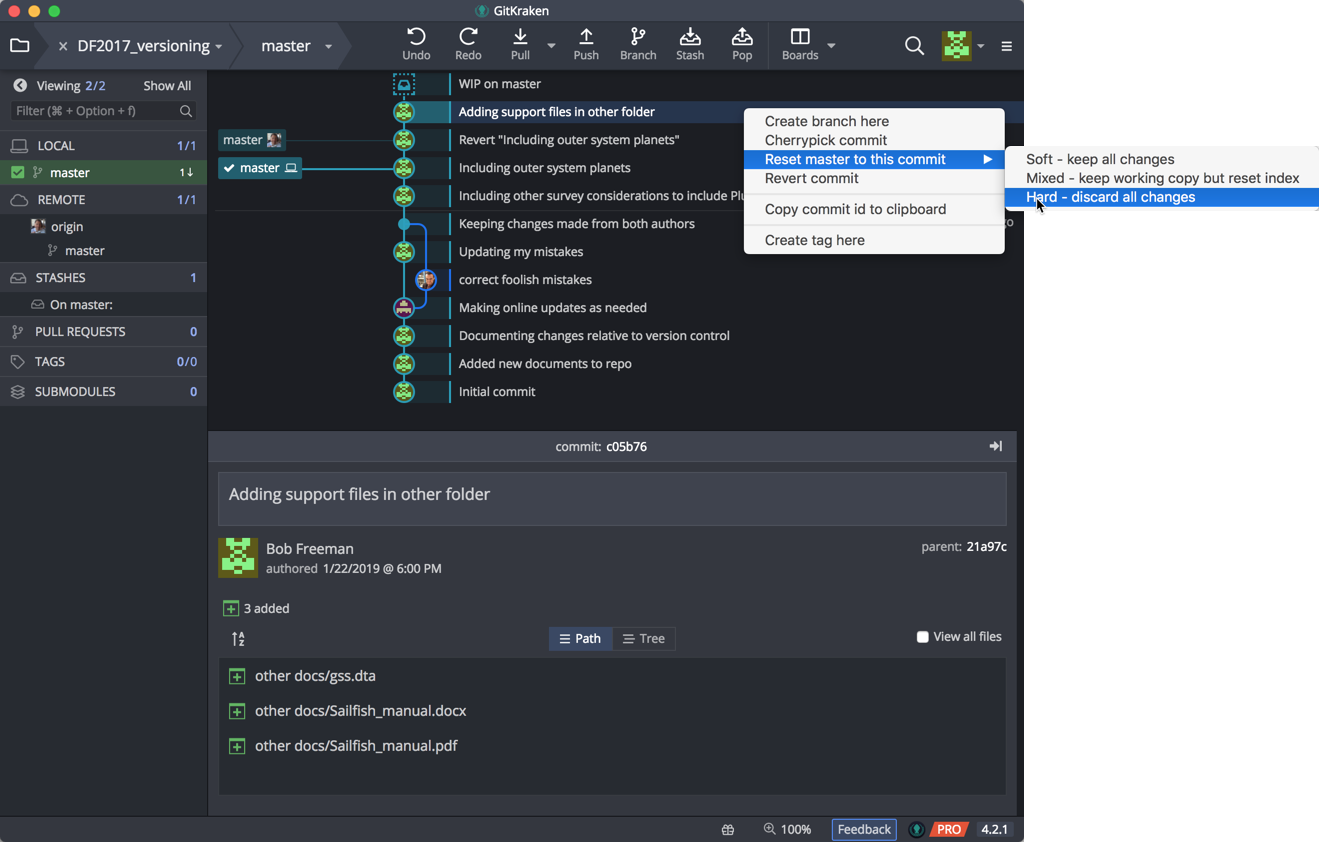 GitKraken
DF2017_versioning
master
Undo
Redo
Pull
Push
Branch
Stash
Pop
Boards
Viewing 2/2
Show All
Filter (⌘ + Option + f)
LOCAL 1/1
master 1↓
REMOTE 1/1
origin
master
STASHES 1
On master:
PULL REQUESTS 0
TAGS 0/0
SUBMODULES 0
WIP on master
Adding support files in other folder
master
Revert "Including outer system planets"
master
Including outer system planets
Including other survey considerations to include Plu
Keeping changes made from both authors
go
Updating my mistakes
correct foolish mistakes
Making online updates as needed
Documenting changes relative to version control
Added new documents to repo
Initial commit
Create branch here
Cherrypick commit
Reset master to this commit
Revert commit
Copy commit id to clipboard
Create tag here
Soft - keep all changes
Mixed - keep working copy but reset index
Hard - discard all changes
commit: c05b76
Adding support files in other folder
Bob Freeman
authored 1/22/2019 @ 6:00 PM
parent: 21a97c
3 added
Path
Tree
View all files
other docs/gss.dta
other docs/Sailfish_manual.docx
other docs/Sailfish_manual.pdf
100%
Feedback
PRO
4.2.1